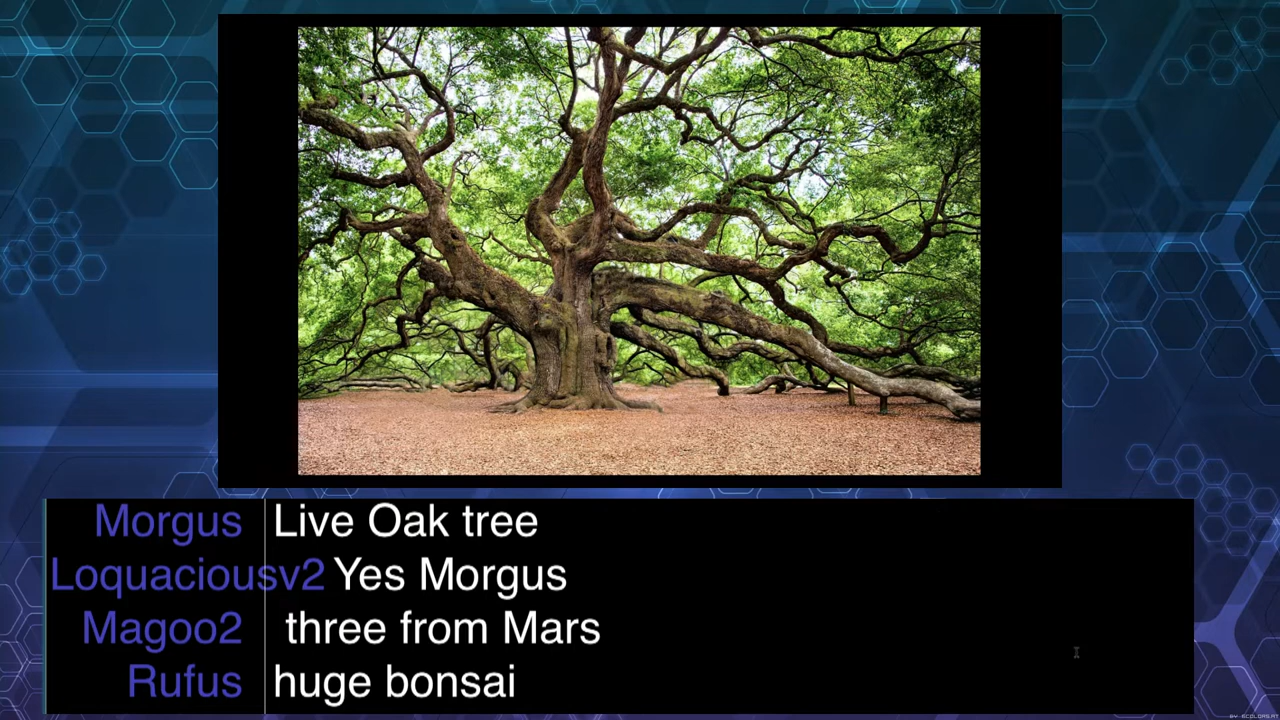 Morgus Live Oak tree
Loquaciousv2 Yes Morgus
Magoo2 three from Mars
Rufus huge bonsai